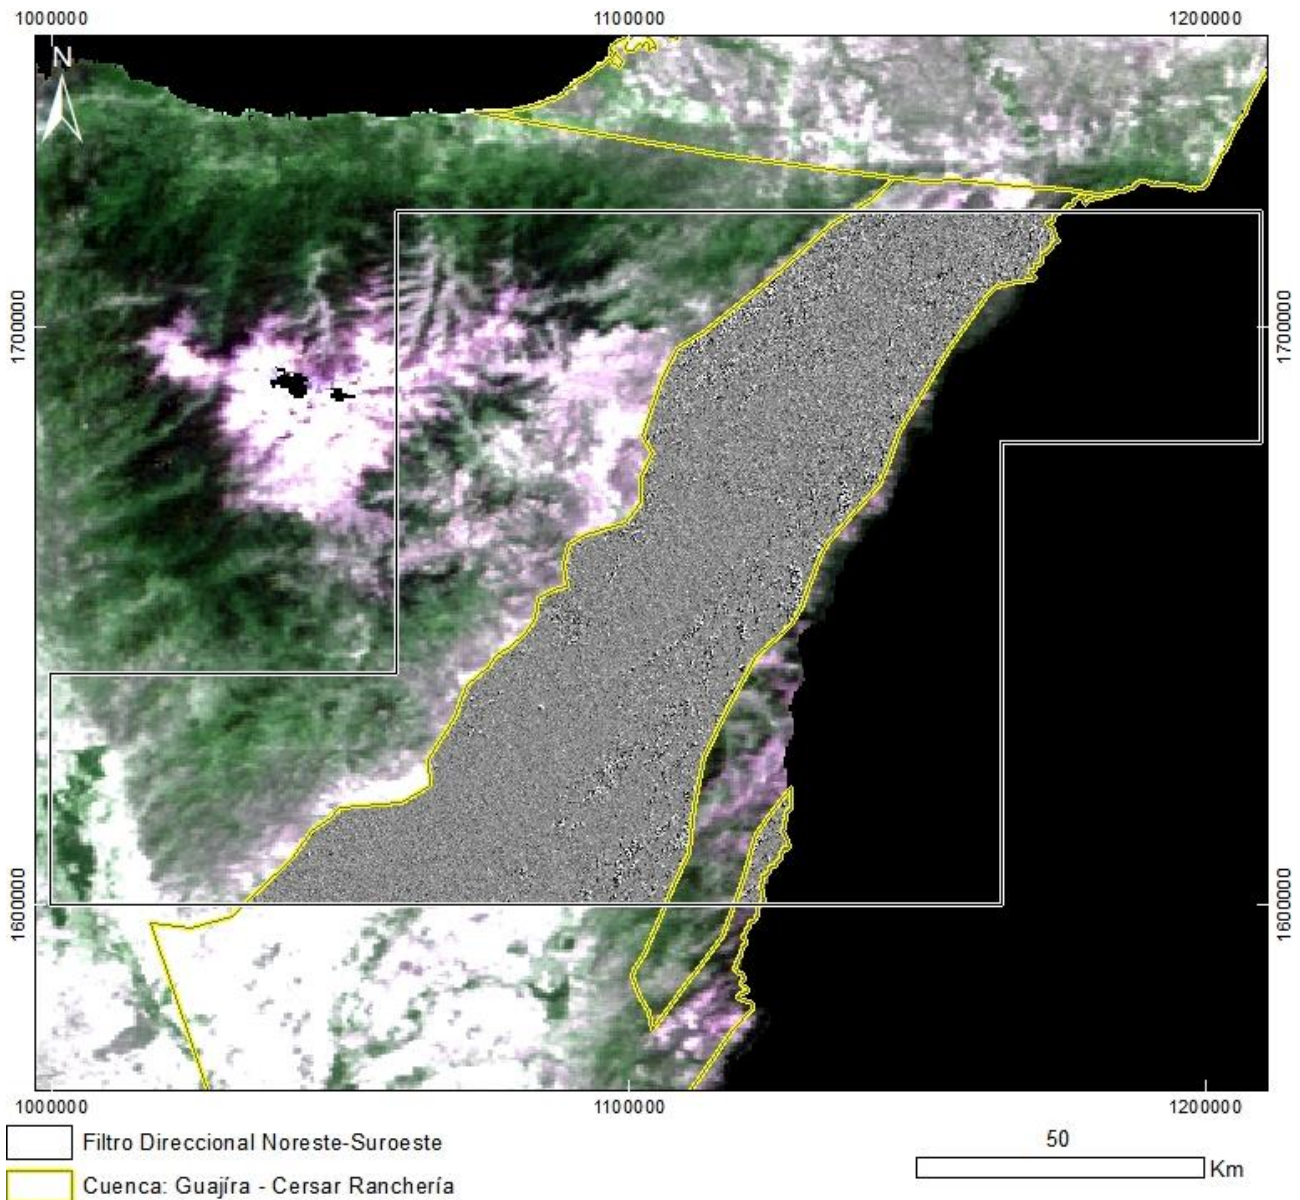 1000000 1100000 1200000
N
1700000 1700000
1600000 1600000
1000000 1100000 1200000
Filtro Direccional Noreste-Suroeste
50
Km
Cuenca: Guajíra - Cersar Ranchería